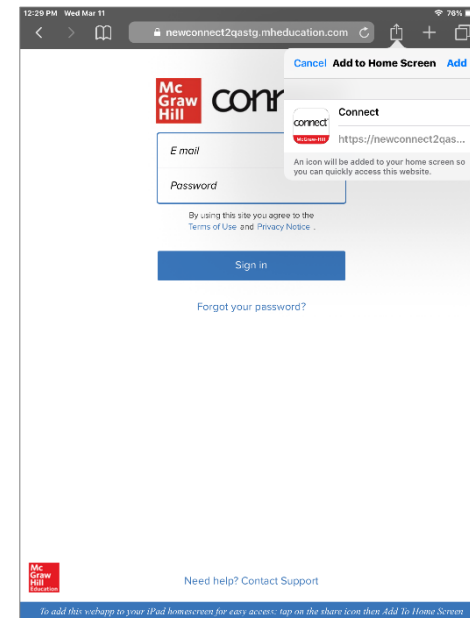 12:29 PM Wed Mar 11
76%
newconnect2qastg.mheducation.com
Cancel Add to Home Screen Add
Mc
Graw
Hill
connect
McGraw-Hill
Connect
https://newconnect2qas...
An icon will be added to your home screen so
you can quickly access this website.
E mail
Password
By using this site you agree to the
Terms of Use and Privacy Notice .
Sign in
Forgot your password?
Mc
Graw
Hill
Education
Need help? Contact Support
To add this webapp to your iPad homescreen for easy access: tap on the share icon then Add To Home Screen